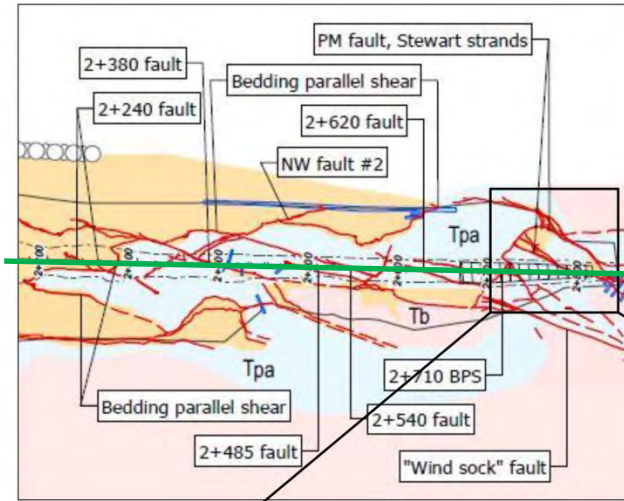 PM fault, Stewart strands
2+380 fault
Bedding parallel shear
2+240 fault
2+620 fault
NW fault #2
Tpa
Tb
Tpa
2+710 BPS
Bedding parallel shear
2+540 fault
2+485 fault
"Wind sock" fault